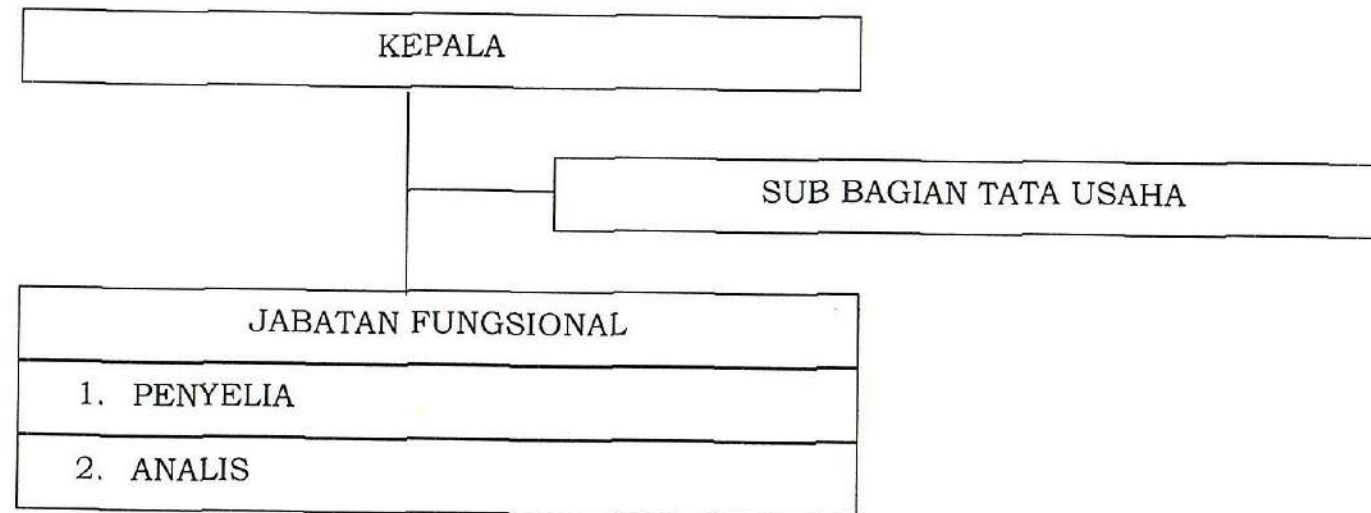 KEPALA
SUB BAGIAN TATA USAHA
JABATAN FUNGSIONAL
1. PENYELIA
2. ANALIS